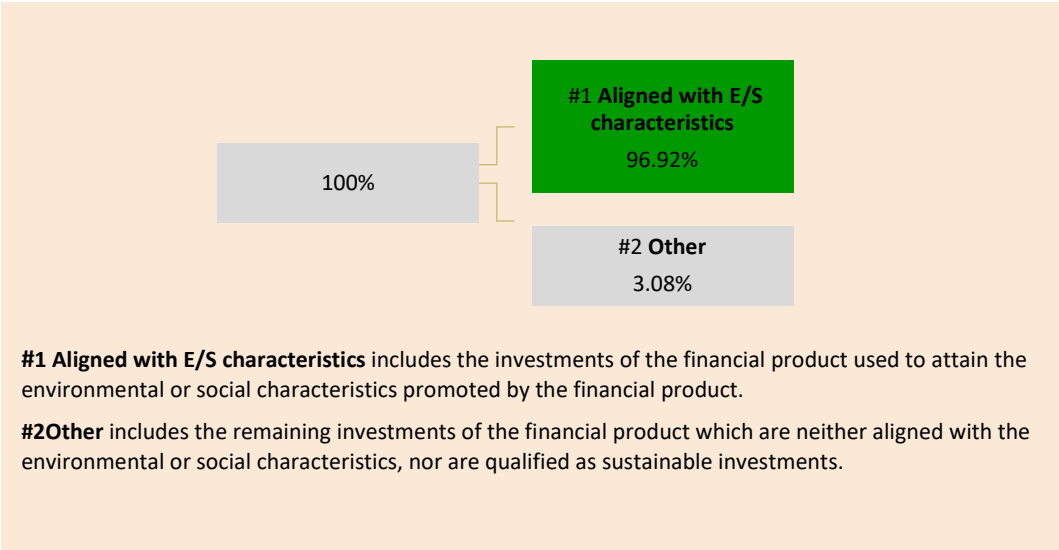 #1 Aligned with E/S
characteristics
96.92%
100%
#2 Other
3.08%
#1 Aligned with E/S characteristics includes the investments of the financial product used to attain the
environmental or social characteristics promoted by the financial product.
#2Other includes the remaining investments of the financial product which are neither aligned with the
environmental or social characteristics, nor are qualified as sustainable investments.